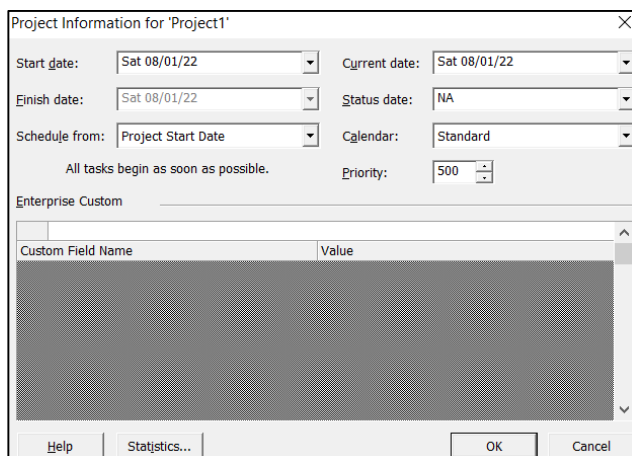 Project Information for 'Project1'
Start date: Sat 08/01/22 Current date: Sat 08/01/22
Finish date: Sat 08/01/22 Status date: NA
Schedule from: Project Start Date Calendar: Standard
All tasks begin as soon as possible. Priority: 500
Enterprise Custom
Custom Field Name Value
Help Statistics... OK Cancel